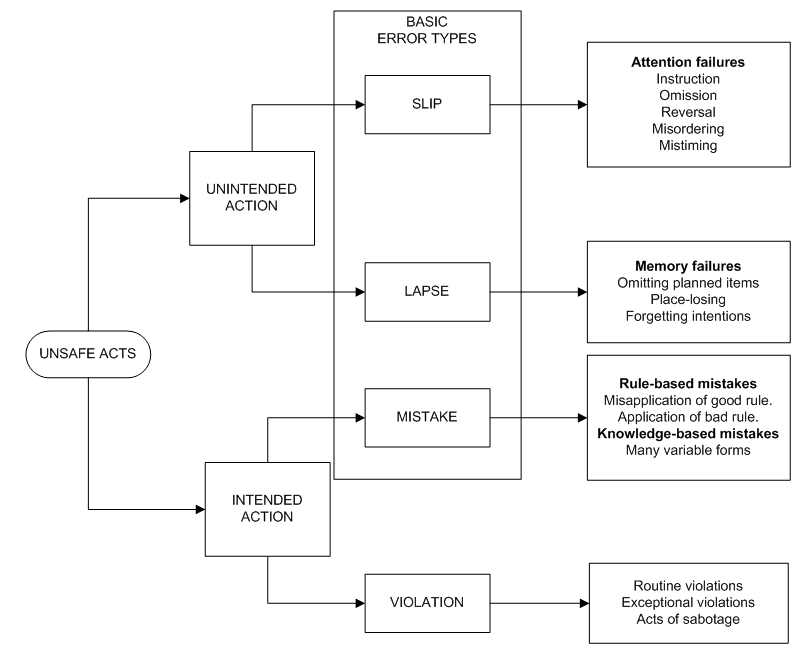 BASIC
ERROR TYPES
SLIP
Attention failures
Instruction
Omission
Reversal
Misordering
Mistiming
UNINTENDED
ACTION
LAPSE
Memory failures
Omitting planned items
Place-losing
Forgetting intentions
UNSAFE ACTS
MISTAKE
Rule-based mistakes
Misapplication of good rule.
Application of bad rule.
Knowledge-based mistakes
Many variable forms
INTENDED
ACTION
VIOLATION
Routine violations
Exceptional violations
Acts of sabotage